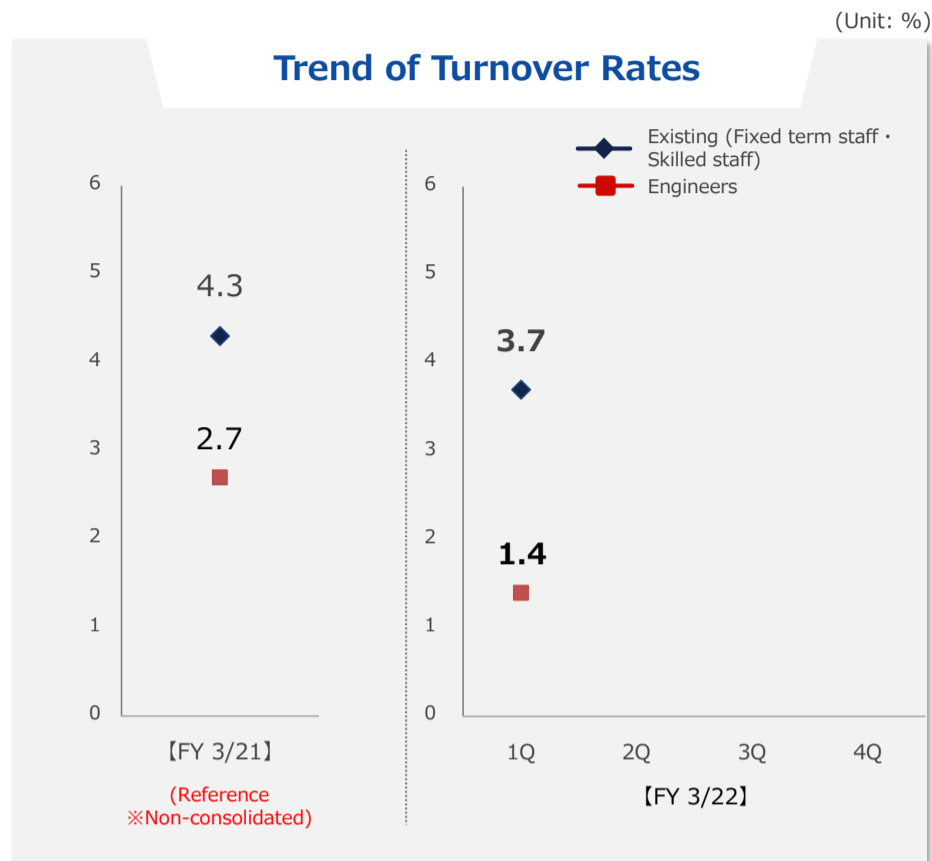 (Unit: %)
Trend of Turnover Rates
Existing (Fixed term staff・
Skilled staff)
Engineers
6
5
4
3
2
1
0
4.3
2.7
【FY 3/21】
(Reference
※Non-consolidated)
6
5
4
3
2
1
0
3.7
1.4
1Q 2Q 3Q 4Q
【FY 3/22】